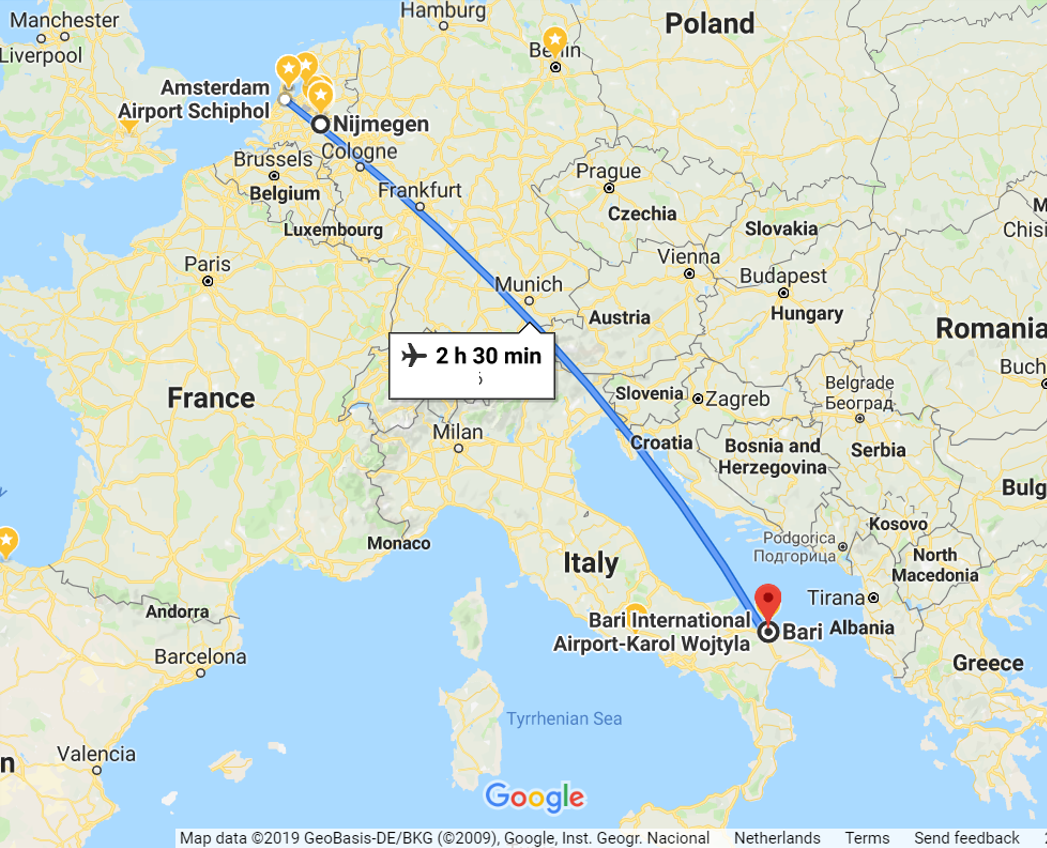 Manchester
Liverpool
Hamburg
Poland
Berlin
Amsterdam
Airport Schiphol
Nijmegen
Brussels
Cologne
Belgium
Frankfurt
Luxembourg
Prague
Czechia
Slovakia
Chisi
Paris
Vienna
Budapest
Munich
Hungary
Austria
Romania
2 h 30 min
France
Slovenia
Zagreb
Belgrade
Београд
Buch
Milan
Croatia
Bosnia and
Herzegovina
Serbia
Bulg
Monaco
Italy
Podgorica
Подгорица
Kosovo
North
Macedonia
Andorra
Bari International
Airport-Karol Wojtyla
Bari
Tirana
Albania
Barcelona
Greece
Tyrrhenian Sea
Valencia
n
Google
Map data ©2019 GeoBasis-DE/BKG (©2009), Google, Inst. Geogr. Nacional Netherlands Terms Send feedback